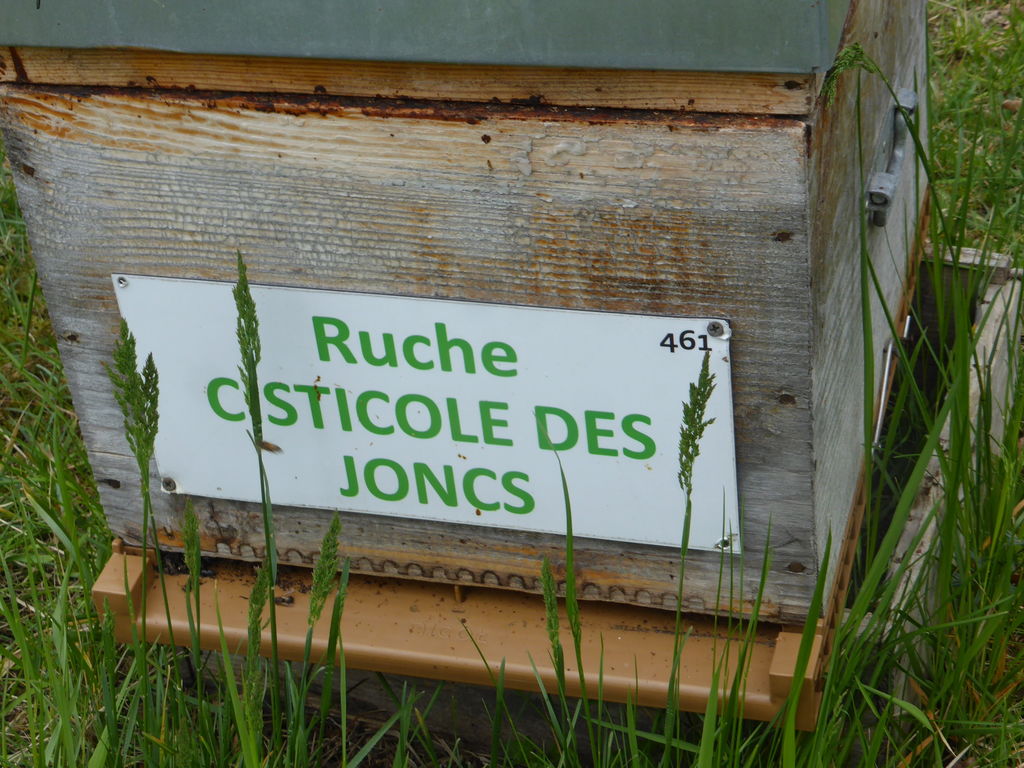 Ruche 461
CISTICOLE DES
JONCS